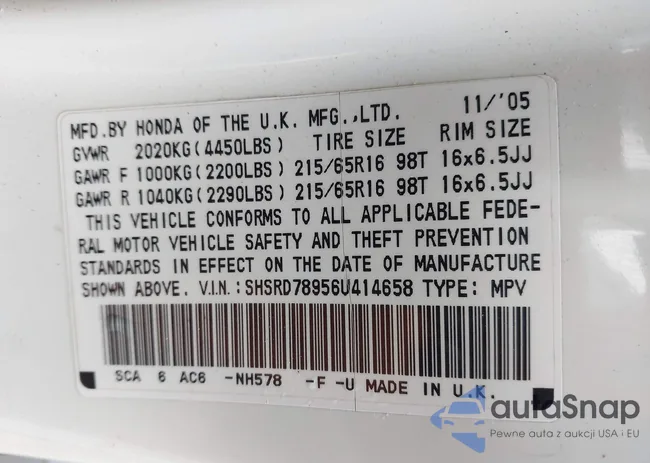 MFD.BY HONDA OF THE U.K. MFG.,LTD. 11/'05
GVWR 2020KG(4450LBS) TIRE SIZE RIM SIZE
GAWR F 1000KG(2200LBS) 215/65R16 98T 16x6.5JJ
GAWR R 1040KG(2290LBS) 215/65R16 98T 16x6.5JJ
THIS VEHICLE CONFORMS TO ALL APPLICABLE FEDE-
RAL MOTOR VEHICLE SAFETY AND THEFT PREVENTION
STANDARDS IN EFFECT ON THE DATE OF MANUFACTURE
SHOWN ABOVE. V.I.N.:SHSRD78956U414658 TYPE: MPV
SCA 6 AC6 -NH578 -F -U MADE IN U.K.
autaSnap
Pewne auta z aukcji USA i EU